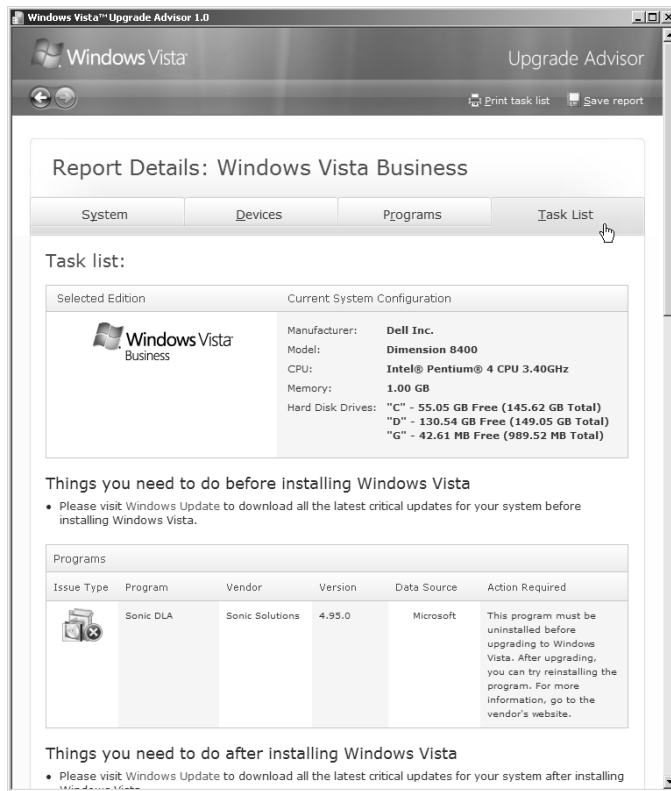 Windows Vista™ Upgrade Advisor 1.0
Windows Vista™
Upgrade Advisor
Print task list Save report
Report Details: Windows Vista Business
System Devices Programs Task List
Task list:
Selected Edition Current System Configuration
Windows Vista™
Business
Manufacturer: Dell Inc.
Model: Dimension 8400
CPU: Intel® Pentium® 4 CPU 3.40GHz
Memory: 1.00 GB
Hard Disk Drives: "C" - 55.05 GB Free (145.62 GB Total)
"D" - 130.54 GB Free (149.05 GB Total)
"G" - 42.61 MB Free (989.52 MB Total)
Things you need to do before installing Windows Vista
• Please visit Windows Update to download all the latest critical updates for your system before
installing Windows Vista.
Programs
Issue Type Program Vendor Version Data Source Action Required
Sonic DLA Sonic Solutions 4.95.0 Microsoft This program must be
uninstalled before
upgrading to Windows
Vista. After upgrading,
you can try reinstalling the
program. For more
information, go to the
vendor's website.
Things you need to do after installing Windows Vista
• Please visit Windows Update to download all the latest critical updates for your system after installing
Windows Vista.